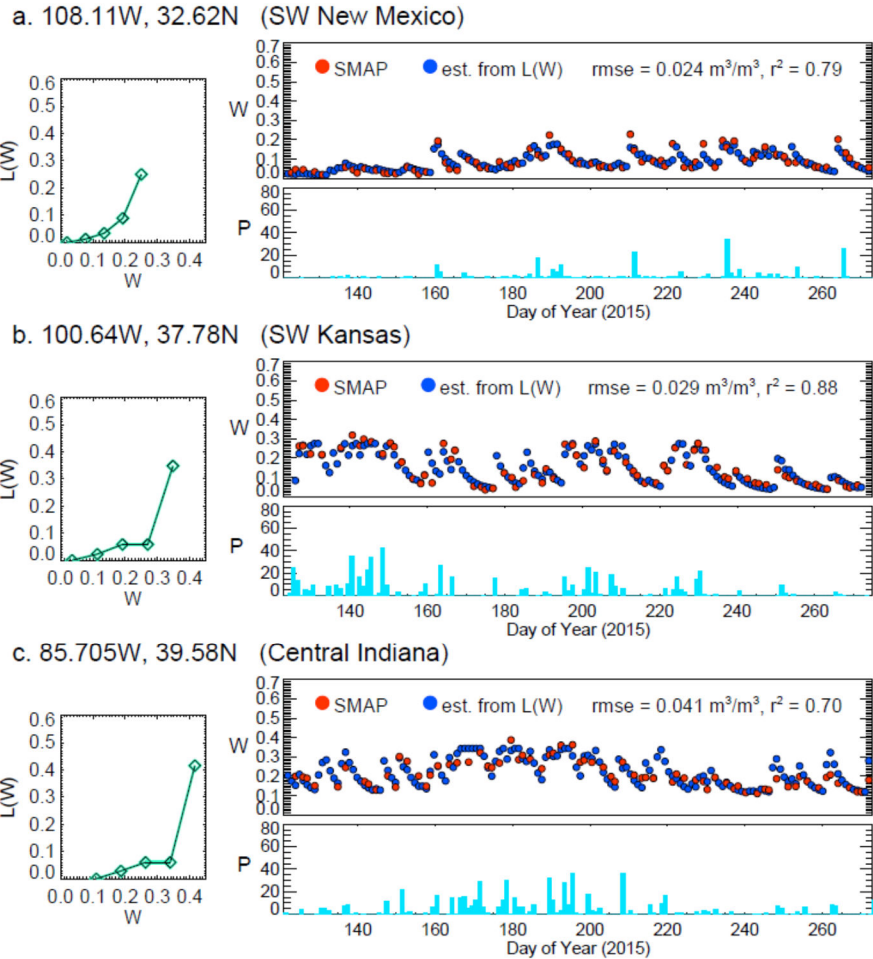 a. 108.11W, 32.62N (SW New Mexico)
L(W)
0.6
0.5
0.4
0.3
0.2
0.1
0.0
0.0 0.1 0.2 0.3 0.4
W
W
0.7
0.6
0.5
0.4
0.3
0.2
0.1
0.0
SMAP est. from L(W) rmse = 0.024 m³/m³, r² = 0.79
P
80
60
40
20
0
140 160 180 200 220 240 260
Day of Year (2015)
b. 100.64W, 37.78N (SW Kansas)
L(W)
0.6
0.5
0.4
0.3
0.2
0.1
0.0
0.0 0.1 0.2 0.3 0.4
W
W
0.7
0.6
0.5
0.4
0.3
0.2
0.1
0.0
SMAP est. from L(W) rmse = 0.029 m³/m³, r² = 0.88
P
80
60
40
20
0
140 160 180 200 220 240 260
Day of Year (2015)
c. 85.705W, 39.58N (Central Indiana)
L(W)
0.6
0.5
0.4
0.3
0.2
0.1
0.0
0.0 0.1 0.2 0.3 0.4
W
W
0.7
0.6
0.5
0.4
0.3
0.2
0.1
0.0
SMAP est. from L(W) rmse = 0.041 m³/m³, r² = 0.70
P
80
60
40
20
0
140 160 180 200 220 240 260
Day of Year (2015)